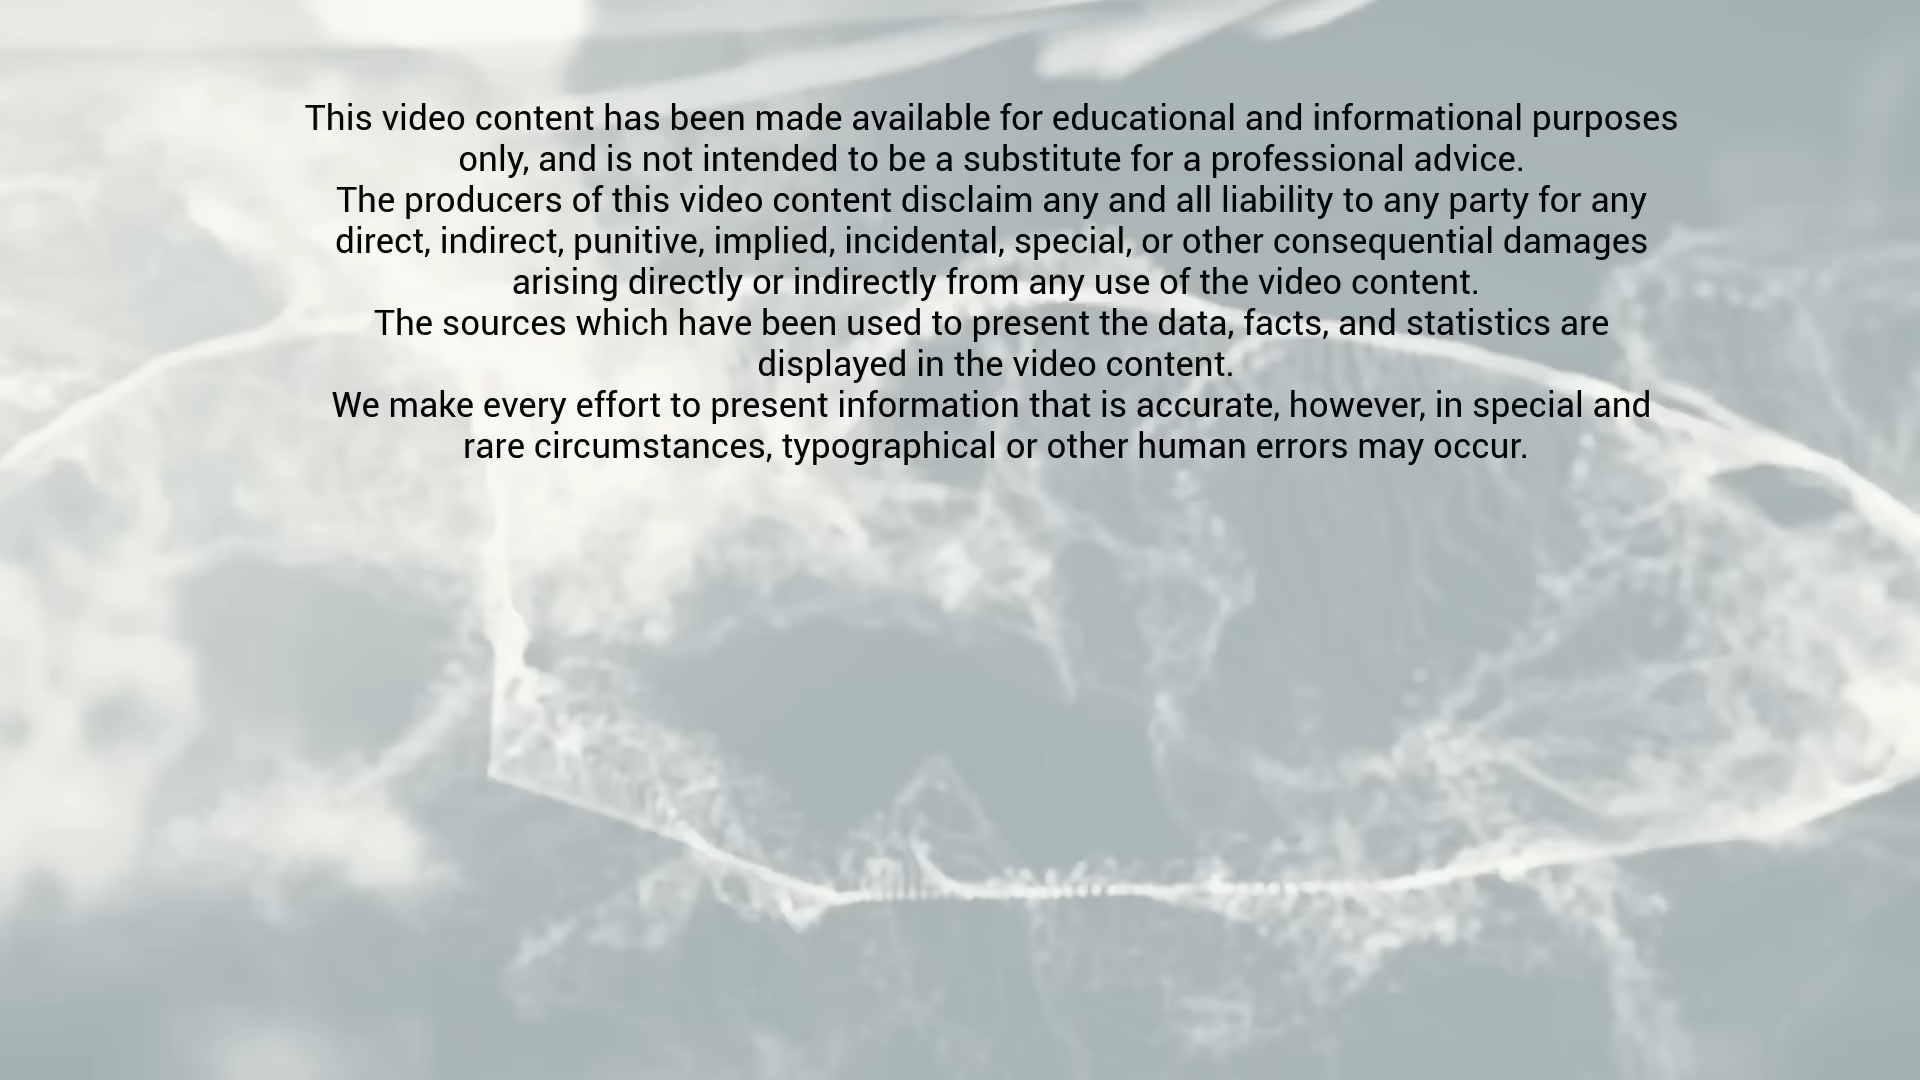 This video content has been made available for educational and informational purposes
only, and is not intended to be a substitute for a professional advice.
The producers of this video content disclaim any and all liability to any party for any
direct, indirect, punitive, implied, incidental, special, or other consequential damages
arising directly or indirectly from any use of the video content.
The sources which have been used to present the data, facts, and statistics are
displayed in the video content.
We make every effort to present information that is accurate, however, in special and
rare circumstances, typographical or other human errors may occur.